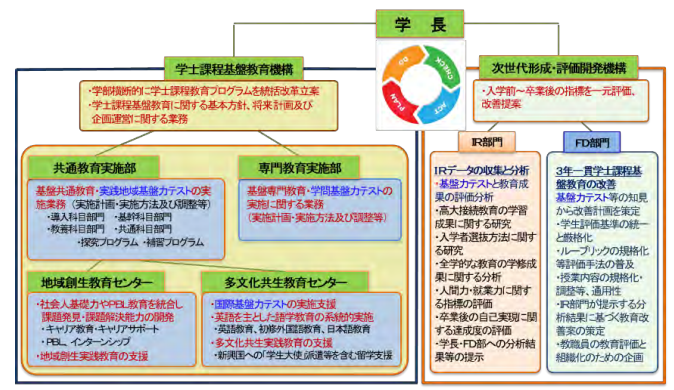 学 長
DO
CHECK
ACT
PLAN
学士課程基盤教育機構
・学部横断的に学士課程教育プログラムを統括改革立案
・学士課程基盤教育に関する基本方針、将来計画及び
企画運営に関する業務
共通教育実施部
基盤共通教育・実践地域基盤力テストの実
施業務（実施計画・実施方法及び調整等）
・導入科目部門 ・基幹科目部門
・教養科目部門 ・共通科目部門
・探究プログラム ・補習プログラム
専門教育実施部
基盤専門教育・学問基盤力テストの
実施に関する業務
（実施計画・実施方法及び調整等）
地域創生教育センター
・社会人基礎力やPBL教育を統合し
課題発見・課題解決能力の開発
・キャリア教育・キャリアサポート
・PBL、インターンシップ
・地域創生実践教育の支援
多文化共生教育センター
・国際基盤力テストの実施支援
・英語を主とした語学教育の系統的実施
・英語教育、初修外国語教育、日本語教育
・多文化共生実践教育の支援
・新興国への「学生大使」派遣等を含む留学支援
次世代形成・評価開発機構
・入学前～卒業後の指標を一元評価、
改善提案
IR部門
IRデータの収集と分析
・基盤力テストと教育成
果の評価分析
・高大接続教育の学習
成果に関する研究
・入学者選抜方法に関す
る研究
・全学的な教育の学修成
果に関する分析
・人間力・就業力に関す
る指標の評価
・卒業後の自己実現に関
する達成度の評価
・学長・FD部への分析結
果等の提示
FD部門
3年一貫学士課程基
盤教育の改善
基盤力テスト等の知見
から改善計画を策定
・学生評価基準の統一
と厳格化
・ルーブリックの規格化
等評価手法の普及
・授業内容の規格化・
調整等、通用性
・IR部門が提示する分
析結果に基づく教育改
善案の策定
・教職員の教育評価と
組織化のための企画